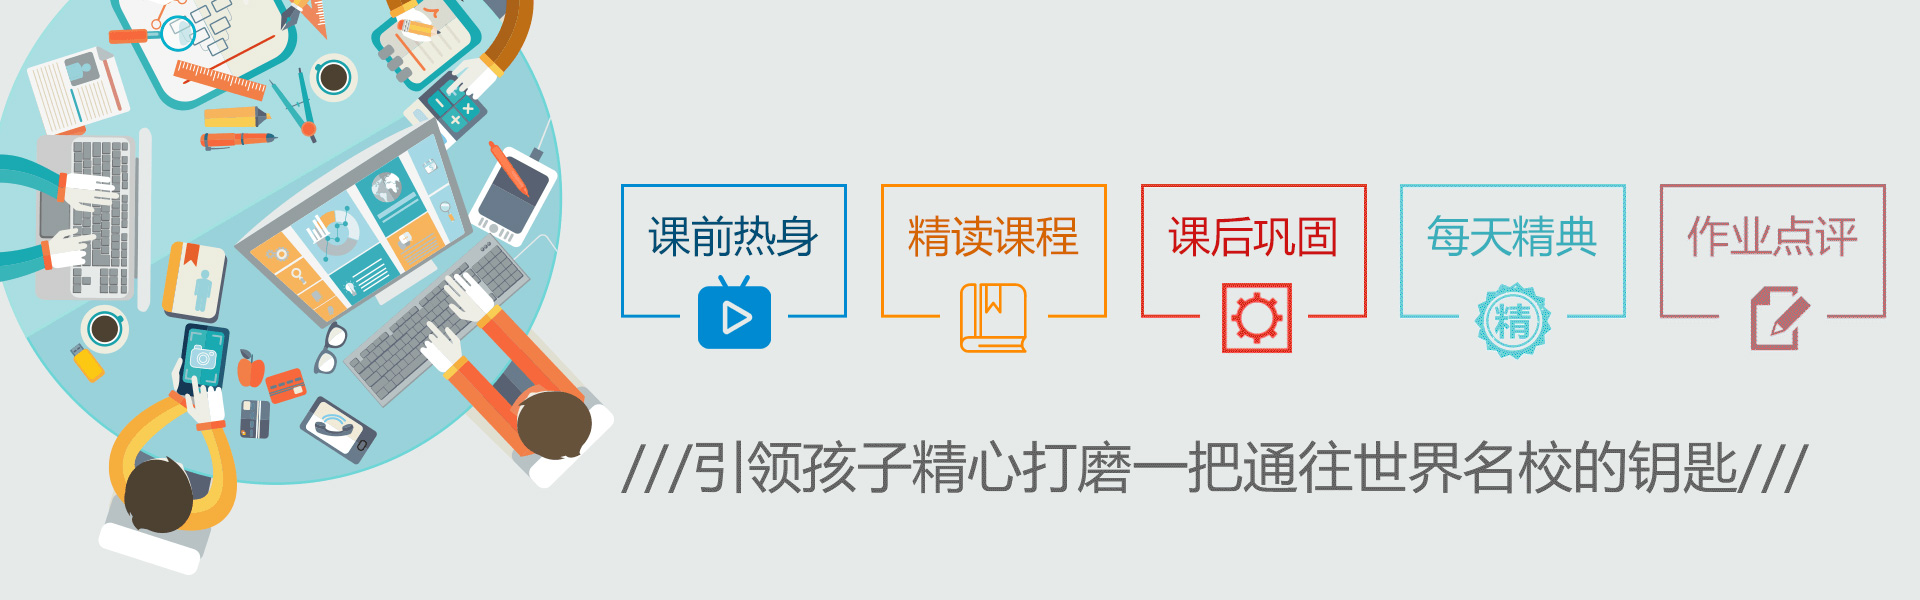 课前热身
精读课程
课后巩固
每天精典
精
作业点评
///引领孩子精心打磨一把通往世界名校的钥匙///